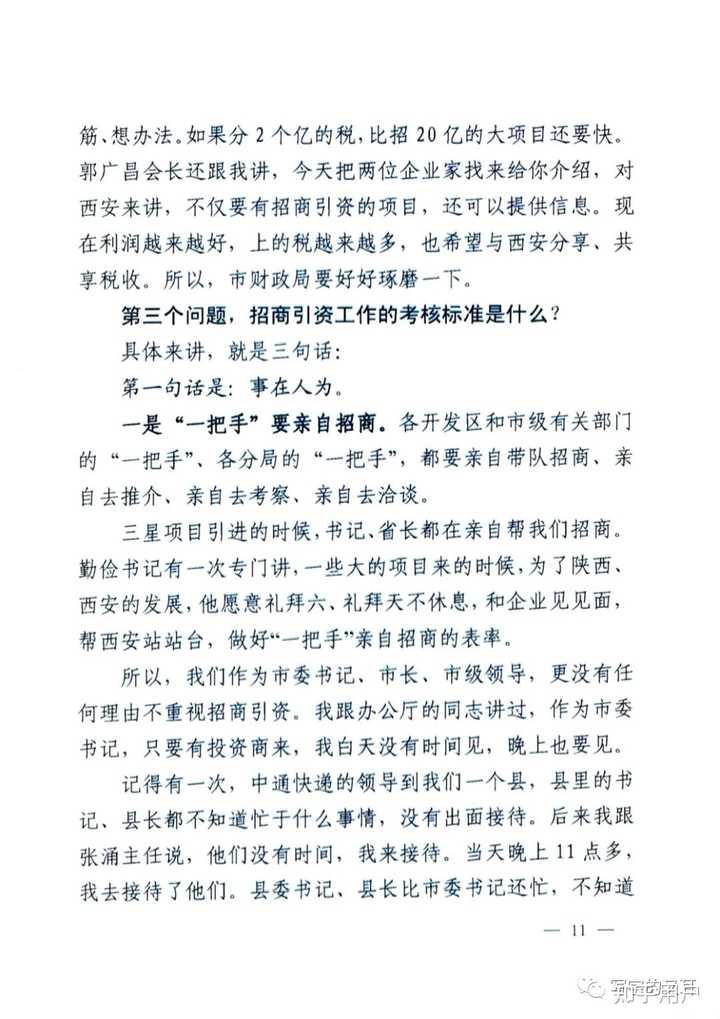 筋、想办法。如果分 2 个亿的税,比招 20 亿的大项目还要快。
郭广昌会长还跟我讲，今天把两位企业家找来给你介绍，对
西安来讲，不仅要有招商引资的项目，还可以提供信息。现
在利润越来越好，上的税越来越多，也希望与西安分享、共
享税收。所以，市财政局要好好琢磨一下。
第三个问题，招商引资工作的考核标准是什么？
具体来讲，就是三句话：
第一句话是：事在人为。
一是“一把手”要亲自招商。各开发区和市级有关部门
的“一把手”、各分局的“一把手”，都要亲自带队招商、亲
自去推介、亲自去考察、亲自去洽谈。
三星项目引进的时候,书记、省长都在亲自帮我们招商。
勤俭书记有一次专门讲,一些大的项目来的时候,为了陕西、
西安的发展,他愿意礼拜六、礼拜天不休息,和企业见见面,
帮西安站站台，做好“一把手”亲自招商的表率。
所以，我们作为市委书记、市长、市级领导，更没有任
何理由不重视招商引资。我跟办公厅的同志讲过，作为市委
书记，只要有投资商来，我白天没有时间见，晚上也要见。
记得有一次，中通快递的领导到我们一个县，县里的书
记、县长都不知道忙于什么事情，没有出面接待。后来我跟
张涌主任说，他们没有时间，我来接待。当天晚上 11 点多，
我去接待了他们。县委书记、县长比市委书记还忙，不知道
— 11 —
知乎用户